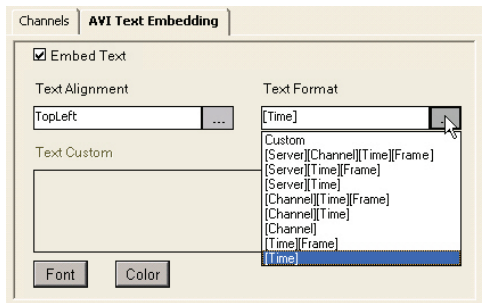 Channels AVI Text Embedding
Embed Text
Text Alignment Text Format
TopLeft ... [Time] ...
Custom
[Server][Channel][Time][Frame]
[Server][Time][Frame]
[Server][Time]
[Channel][Time][Frame]
[Channel][Time]
[Channel]
[Time][Frame]
[Time]
Text Custom
Font Color